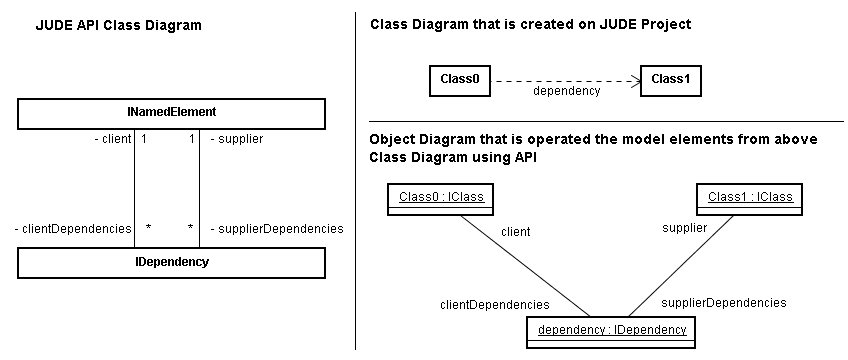 JUDE API Class Diagram
INamedElement
- client 1 1 - supplier
- clientDependencies * * - supplierDependencies
IDependency
Class Diagram that is created on JUDE Project
Class0 Class1
dependency
Object Diagram that is operated the model elements from above
Class Diagram using API
Class0 : IClass Class1 : IClass
client supplier
clientDependencies supplierDependencies
dependency : IDependency